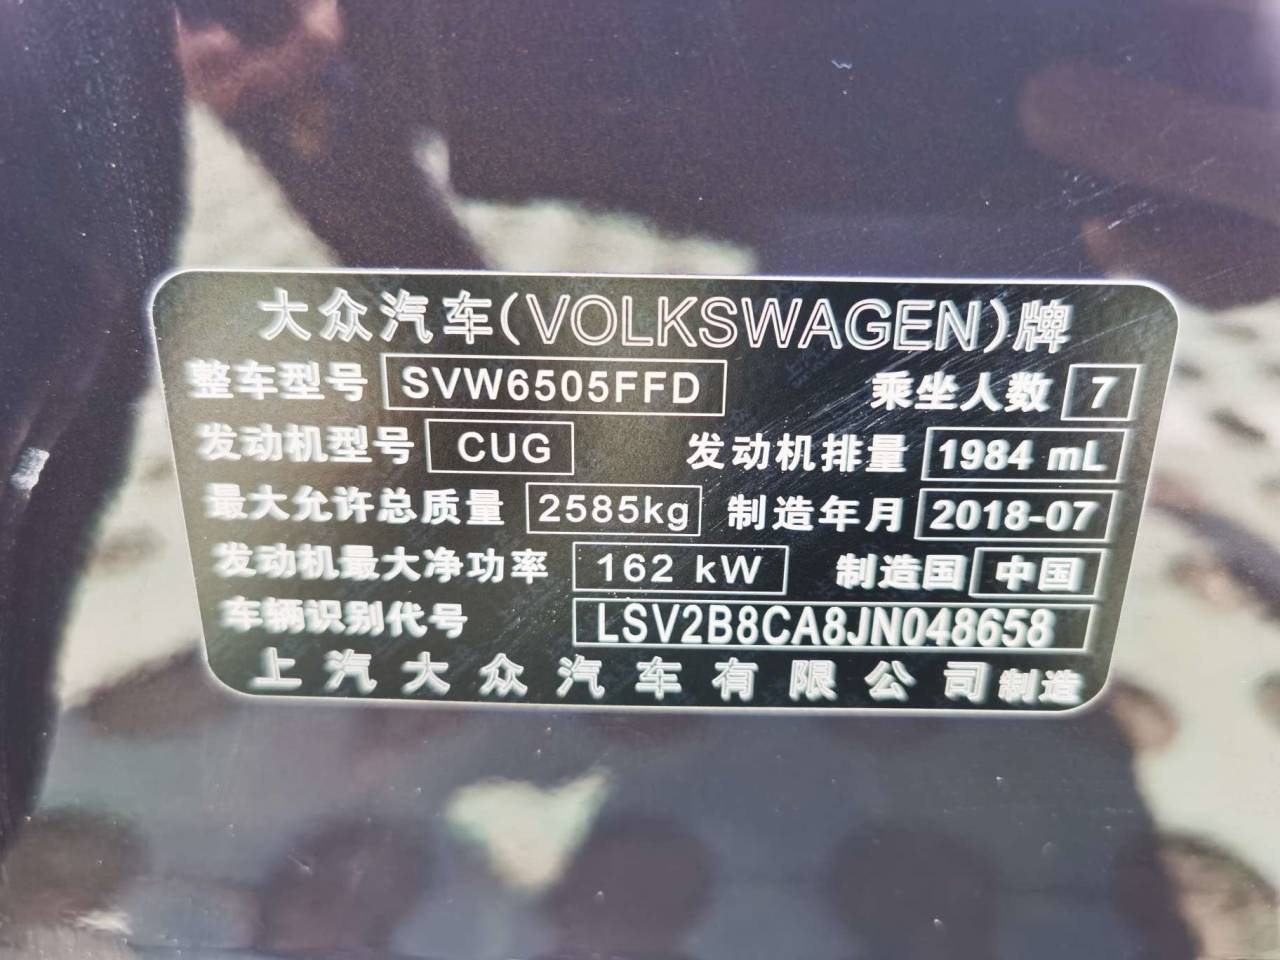 大众汽车(VOLKSWAGEN)牌
整车型号 SVW6505FFD 乘坐人数 7
发动机型号 CUG 发动机排量 1984 mL
最大允许总质量 2585kg 制造年月 2018-07
发动机最大净功率 162 kW 制造国 中国
车辆识别代号 LSV2B8CA8JN048658
上汽大众汽车有限公司制造